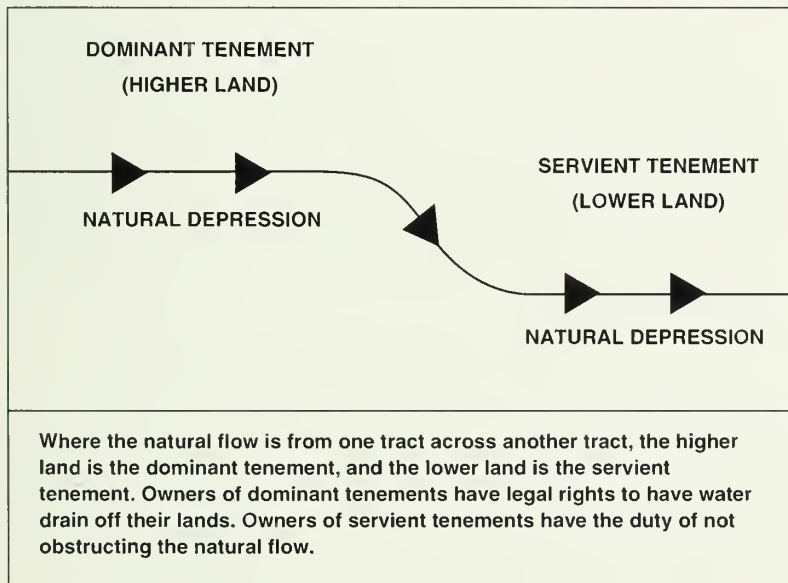 DOMINANT TENEMENT
(HIGHER LAND)
SERVIENT TENEMENT
(LOWER LAND)
NATURAL DEPRESSION
NATURAL DEPRESSION
Where the natural flow is from one tract across another tract, the higher
land is the dominant tenement, and the lower land is the servient
tenement. Owners of dominant tenements have legal rights to have water
drain off their lands. Owners of servient tenements have the duty of not
obstructing the natural flow.